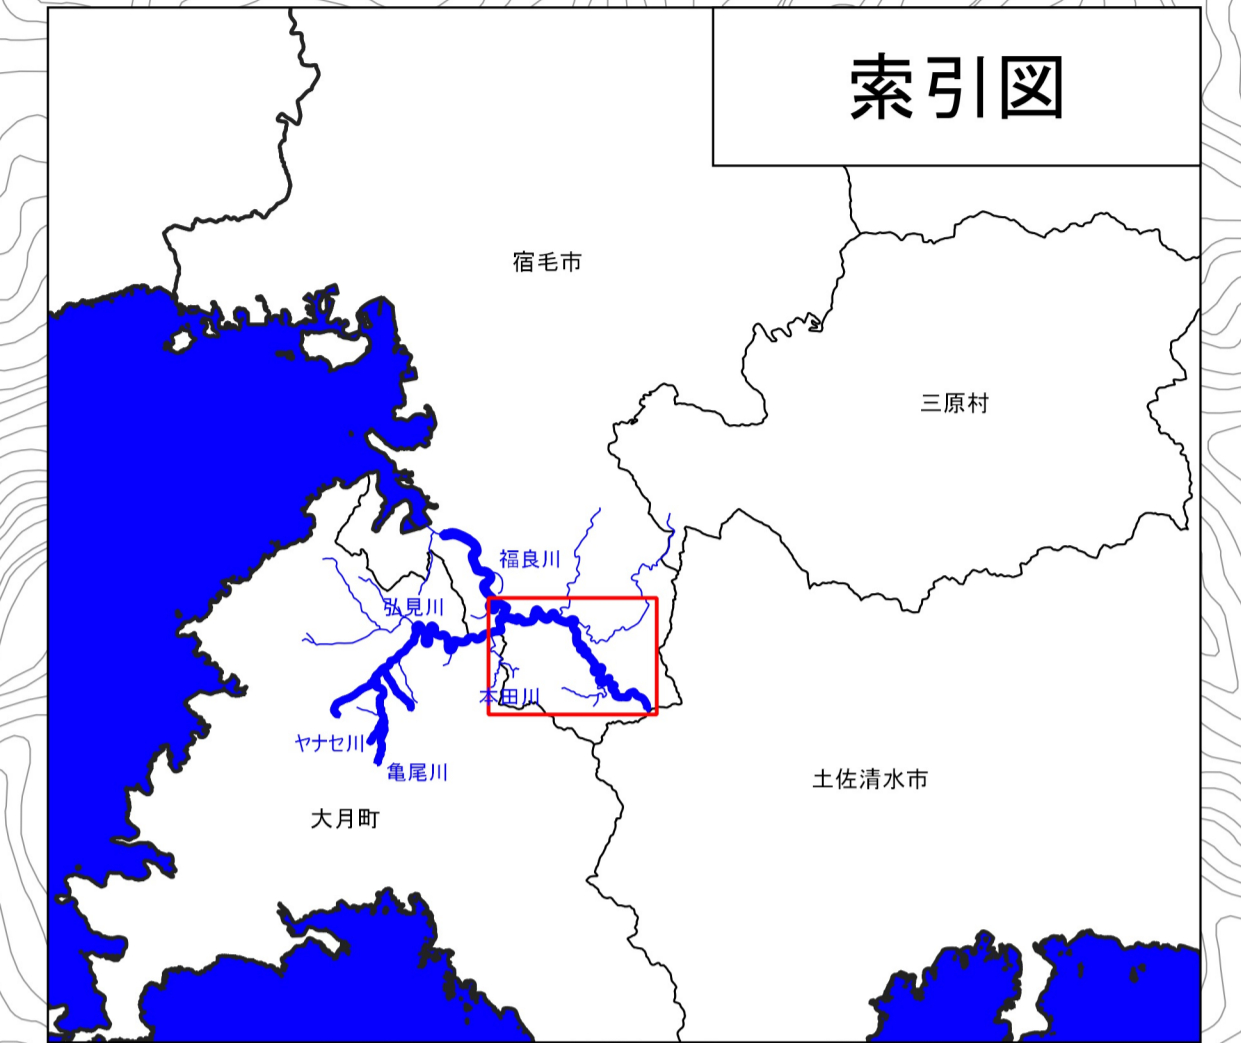 索引図
宿毛市
三原村
福良川
弘見川
本田川
ヤナセ川
亀尾川
土佐清水市
大月町